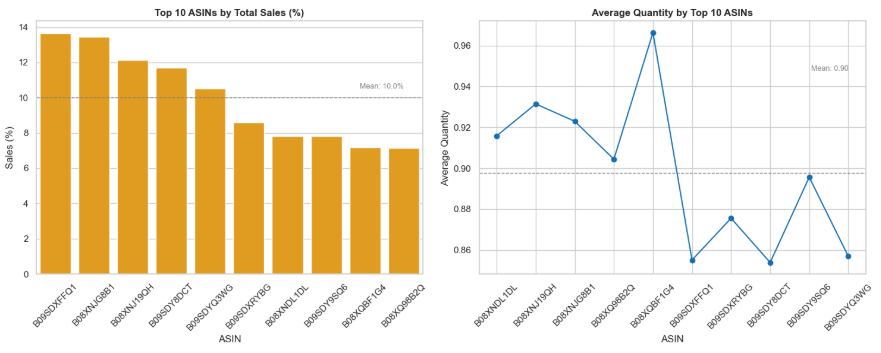 Top 10 ASINs by Total Sales (%)
14
12
10
8
6
4
2
0
Sales (%)
Mean: 10.0%
B09SDXFFQ1
B08XNJG8B1
B08XNJ19QH
B09SDY8DCT
B09SDYQ3WG
B09SDXRYBG
B08XNDL1DL
B09SDY9SQ6
B08XQBF1G4
B08XQ98B2Q
ASIN
Average Quantity by Top 10 ASINs
0.96
0.94
0.92
0.90
0.88
0.86
Average Quantity
Mean: 0.90
B08XNDL1DL
B08XNJ19QH
B08XNJG8B1
B08XQ98B2Q
B08XQBF1G4
B09SDXFFQ1
B09SDXRYBG
B09SDY8DCT
B09SDY9SQ6
B09SDYQ3WG
ASIN